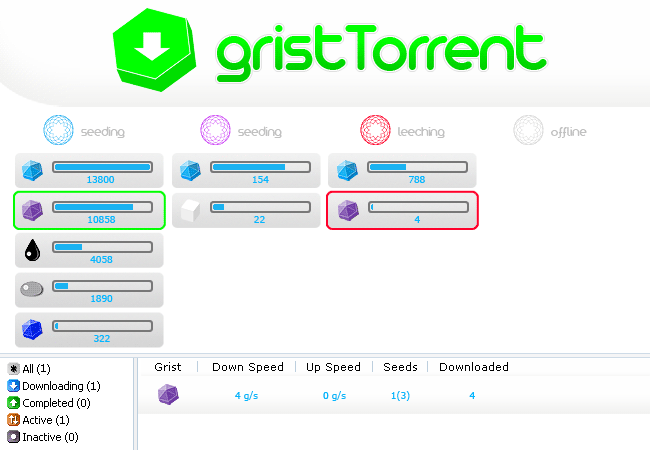 gristTorrent
seeding seeding leeching offline
13800 154 788
10858 22 4
4058
1890
322
All (1)
Downloading (1)
Completed (0)
Active (1)
Inactive (0)
Grist Down Speed Up Speed Seeds Downloaded
4 g/s 0 g/s 1(3) 4